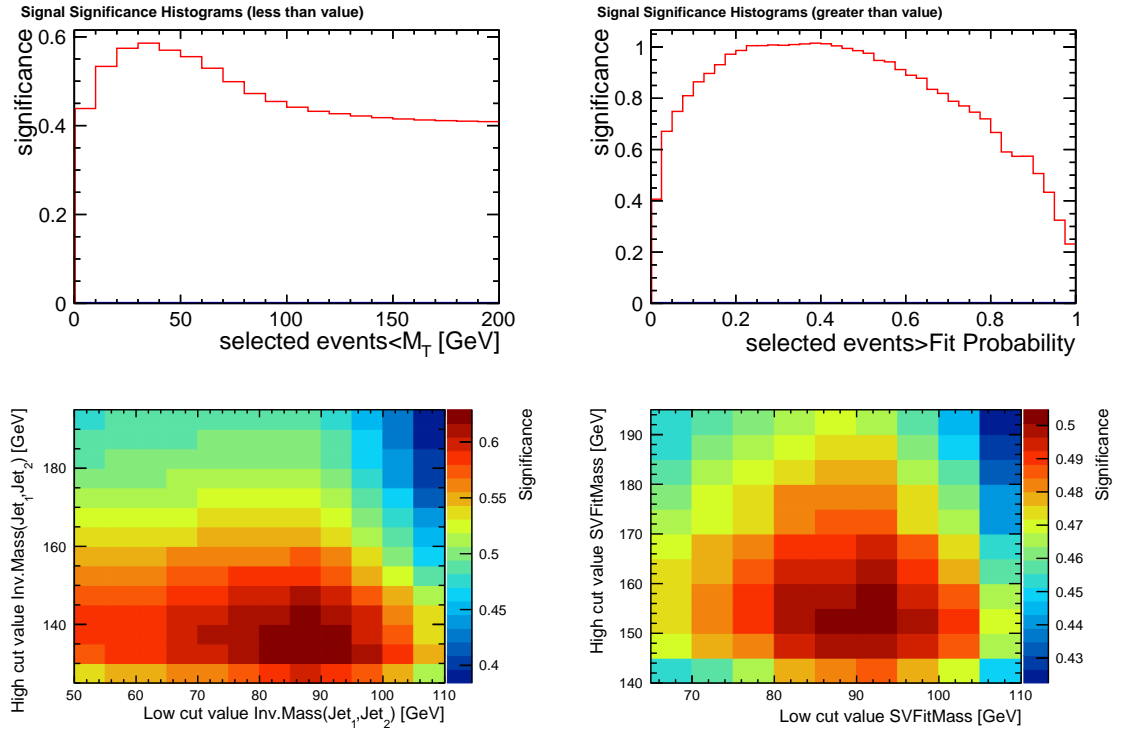 Signal Significance Histograms (less than value)
significance
0.6
0.4
0.2
0
0 50 100 150 200
selected events<M_T [GeV]
Signal Significance Histograms (greater than value)
significance
1
0.8
0.6
0.4
0.2
0
0 0.2 0.4 0.6 0.8 1
selected events>Fit Probability
High cut value Inv.Mass(Jet_1,Jet_2) [GeV]
180
160
140
50 60 70 80 90 100 110
Low cut value Inv.Mass(Jet_1,Jet_2) [GeV]
0.6
0.55
0.5
0.45
0.4
Significance
High cut value SVFitMass [GeV]
190
180
170
160
150
140
70 80 90 100 110
Low cut value SVFitMass [GeV]
0.5
0.49
0.48
0.47
0.46
0.45
0.44
0.43
Significance